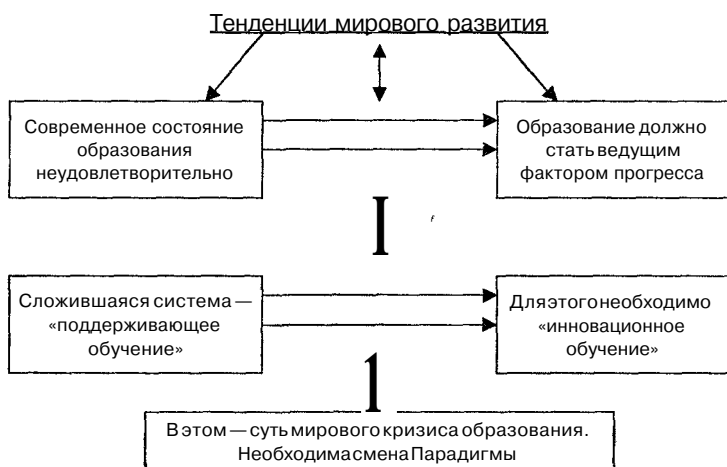 Тенденции мирового развития
Современное состояние
образования
неудовлетворительно
Образование должно
стать ведущим
фактором прогресса
Сложившаяся система —
«поддерживающее
обучение»
Для этого необходимо
«инновационное
обучение»
В этом — суть мирового кризиса образования.
Необходима смена Парадигмы